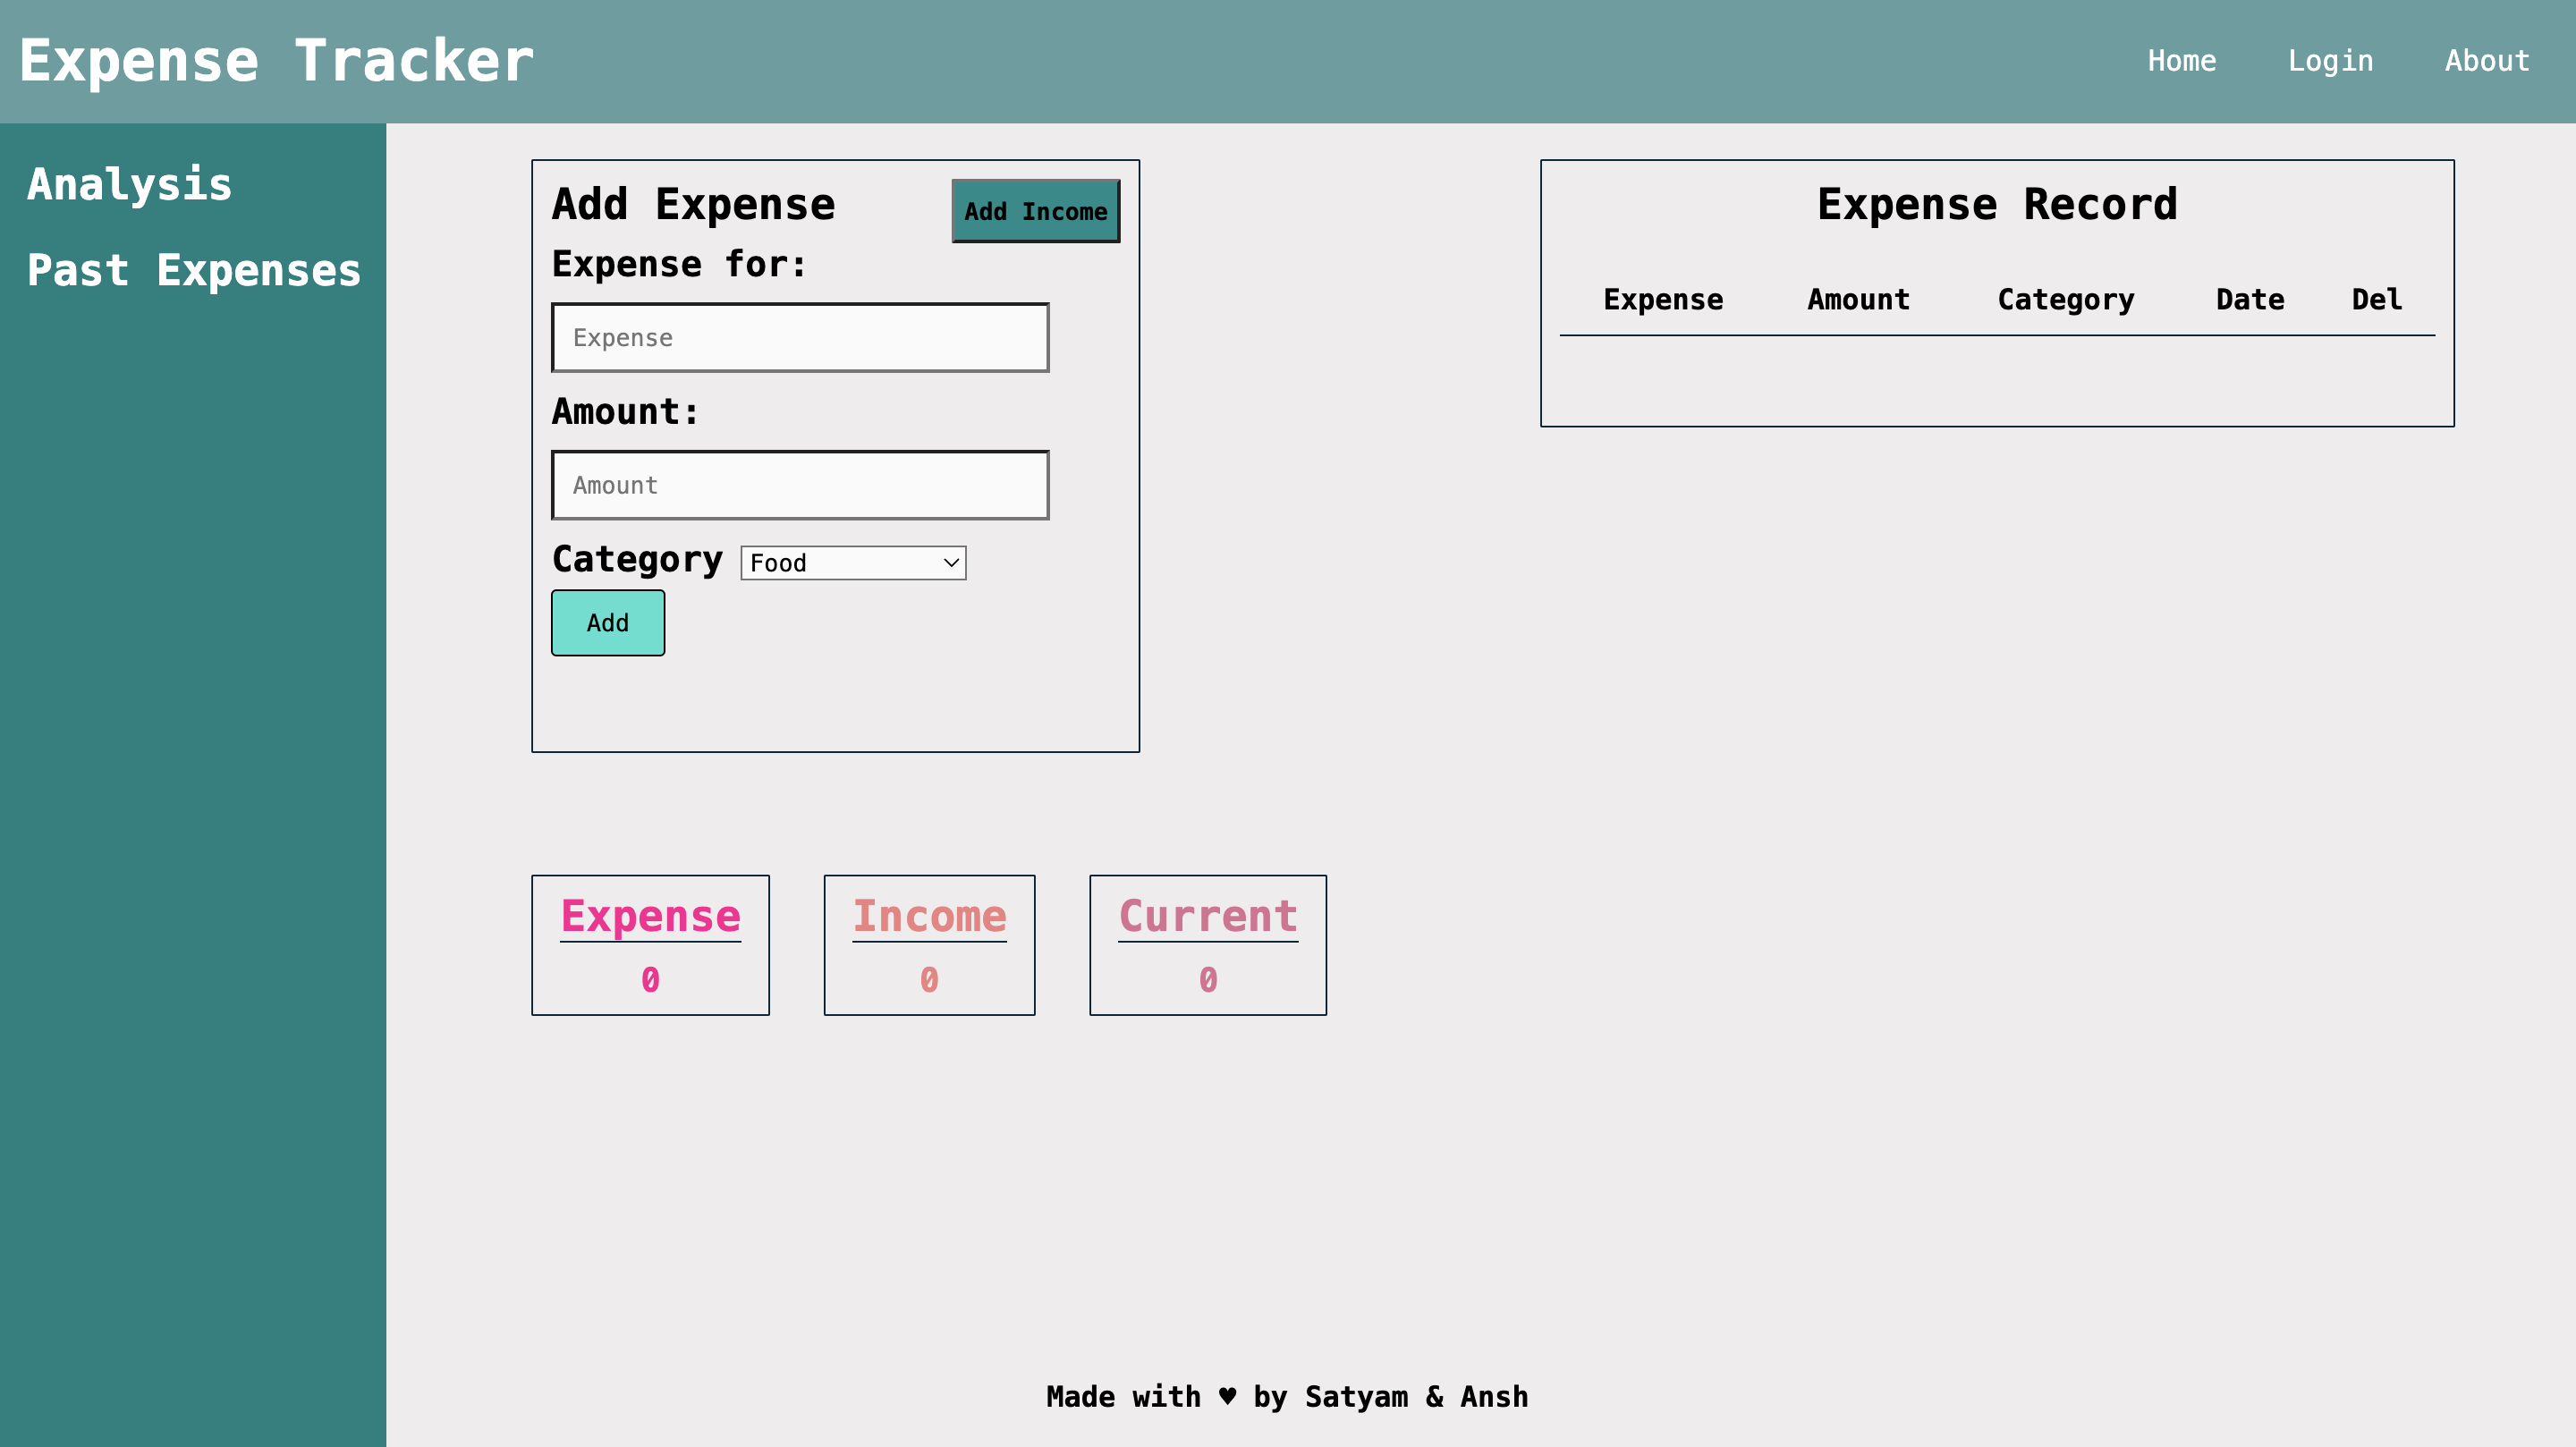 Expense Tracker
Home Login About
Analysis
Past Expenses
Add Expense
Add Income
Expense for:
Expense
Amount:
Amount
Category Food
Add
Expense Record
Expense Amount Category Date Del
Expense
0
Income
0
Current
0
Made with ♥ by Satyam & Ansh